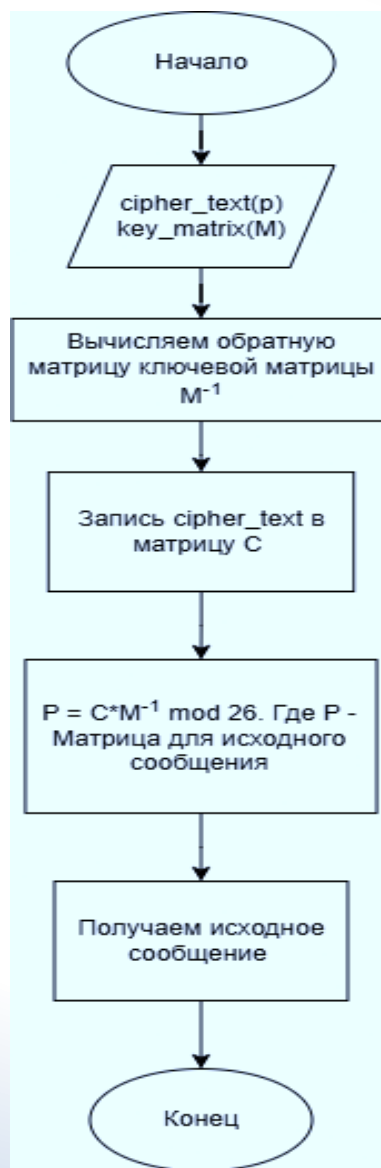 Начало
cipher_text(p)
key_matrix(M)
Вычисляем обратную
матрицу ключевой матрицы
M⁻¹
Запись cipher_text в
матрицу C
P = C*M⁻¹ mod 26. Где P -
Матрица для исходного
сообщения
Получаем исходное
сообщение
Конец